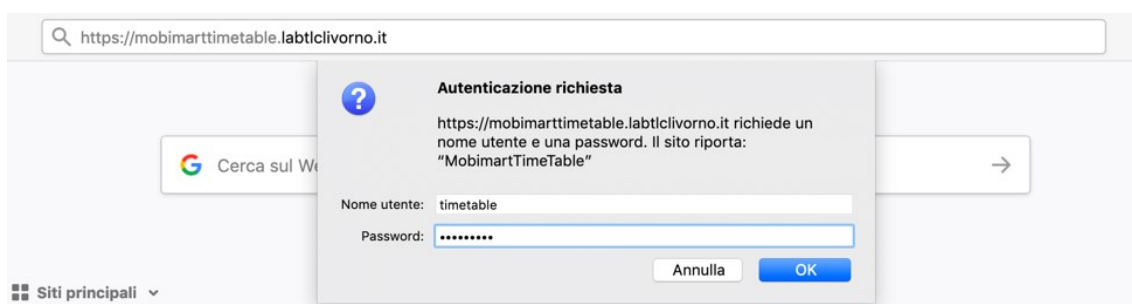 https://mobimarttimetable.labtlclivorno.it
Autenticazione richiesta
https://mobimarttimetable.labtlclivorno.it richiede un
nome utente e una password. Il sito riporta:
“MobimartTimeTable”
Cerca sul We
Nome utente: timetable
Password: •••••••••
Annulla OK
Siti principali